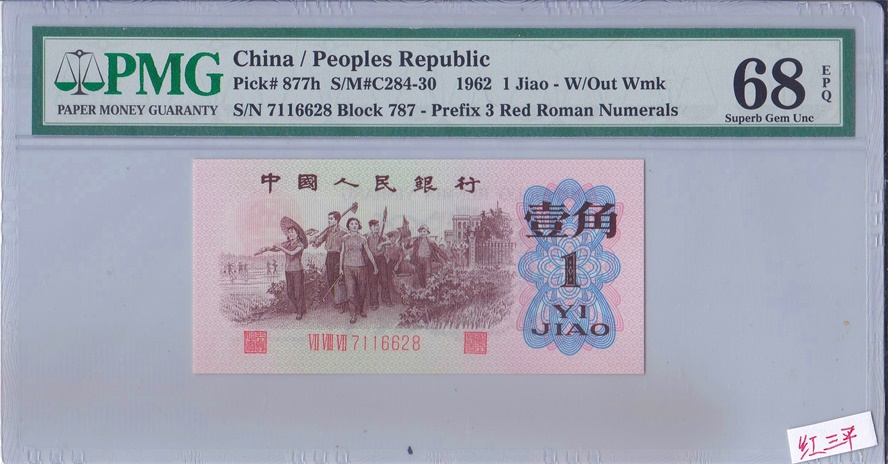 PMG
PAPER MONEY GUARANTY
China / Peoples Republic
Pick# 877h S/M#C284-30 1962 1 Jiao - W/Out Wmk
S/N 7116628 Block 787 - Prefix 3 Red Roman Numerals
68 EPQ
Superb Gem Unc
中國人民銀行
壹角
1
YI
JIAO
VII VIII VII 7116628
红三平